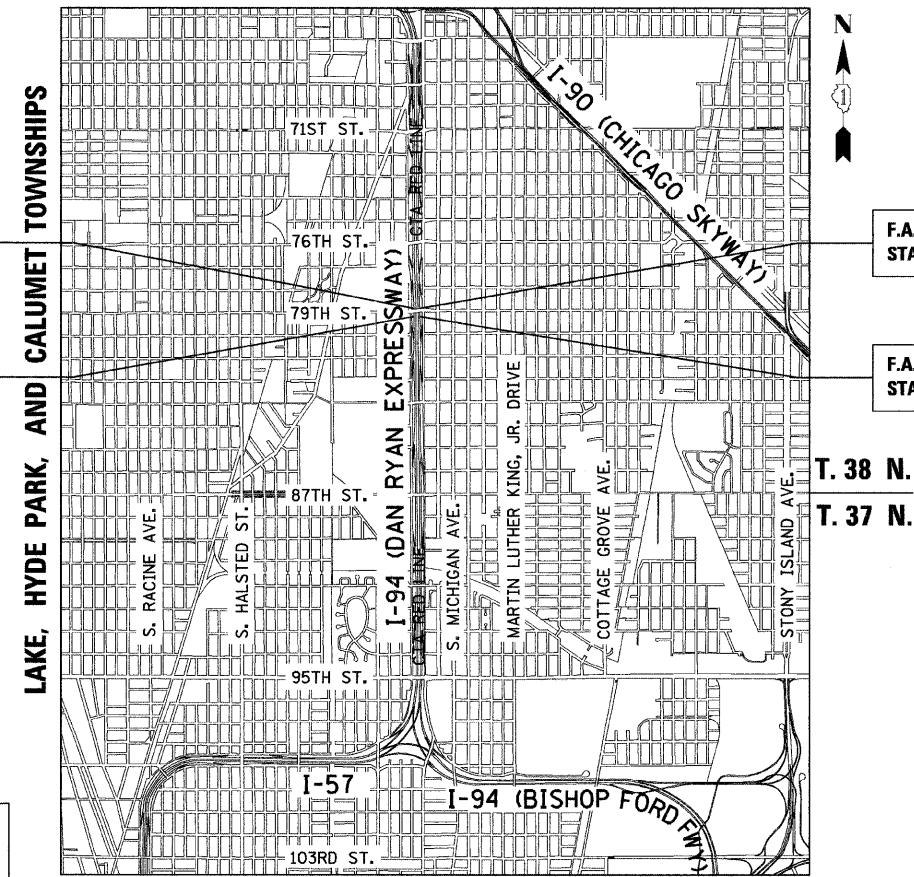 LAKE, HYDE PARK, AND CALUMET TOWNSHIPS
N
1
I-90 (CHICAGO SKYWAY)
71ST ST.
CTA RED LINE
76TH ST.
F.A.
STA
79TH ST.
I-94 (DAN RYAN EXPRESSWAY)
F.A.
STA
MARTIN LUTHER KING, JR. DRIVE
COTTAGE GROVE AVE.
STONY ISLAND AVE.
T. 38 N.
T. 37 N.
87TH ST.
S. RACINE AVE.
S. HALSTED ST.
CTA RED LINE
S. MICHIGAN AVE.
95TH ST.
I-57
I-94 (BISHOP FORD FWY)
103RD ST.